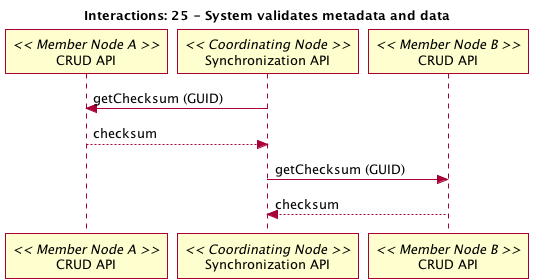 Interactions: 25 – System validates metadata and data
<< Member Node A >>
CRUD API
<< Coordinating Node >>
Synchronization API
<< Member Node B >>
CRUD API
getChecksum (GUID)
checksum
getChecksum (GUID)
checksum
<< Member Node A >>
CRUD API
<< Coordinating Node >>
Synchronization API
<< Member Node B >>
CRUD API